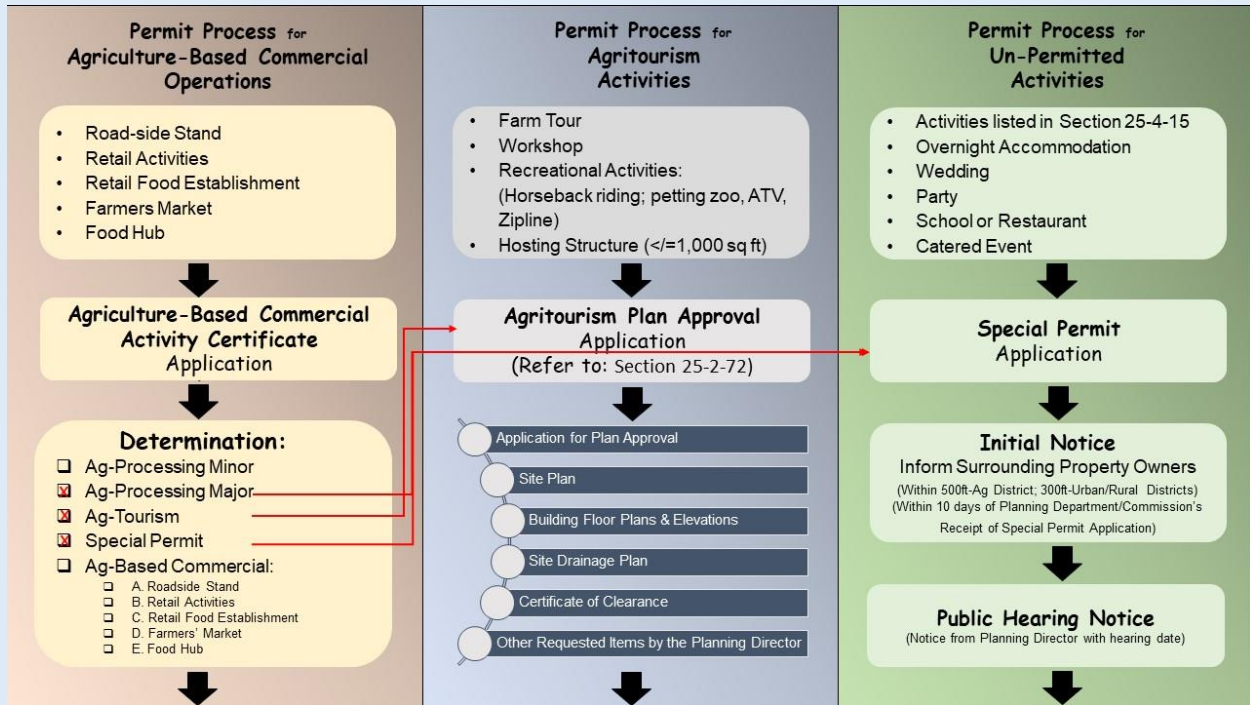 Permit Process for
Agriculture-Based Commercial
Operations
• Road-side Stand
• Retail Activities
• Retail Food Establishment
• Farmers Market
• Food Hub
Agriculture-Based Commercial
Activity Certificate
Application
Determination:
Ag-Processing Minor
Ag-Processing Major
Ag-Tourism
Special Permit
Ag-Based Commercial:
A. Roadside Stand
B. Retail Activities
C. Retail Food Establishment
D. Farmers' Market
E. Food Hub
Permit Process for
Agritourism
Activities
• Farm Tour
• Workshop
• Recreational Activities:
(Horseback riding; petting zoo, ATV,
Zipline)
• Hosting Structure (</=1,000 sq ft)
Agritourism Plan Approval
Application
(Refer to: Section 25-2-72)
Application for Plan Approval
Site Plan
Building Floor Plans & Elevations
Site Drainage Plan
Certificate of Clearance
Other Requested Items by the Planning Director
Permit Process for
Un-Permitted
Activities
• Activities listed in Section 25-4-15
• Overnight Accommodation
• Wedding
• Party
• School or Restaurant
• Catered Event
Special Permit
Application
Initial Notice
Inform Surrounding Property Owners
(Within 500ft-Ag District; 300ft-Urban/Rural Districts)
(Within 10 days of Planning Department/Commission's
Receipt of Special Permit Application)
Public Hearing Notice
(Notice from Planning Director with hearing date)